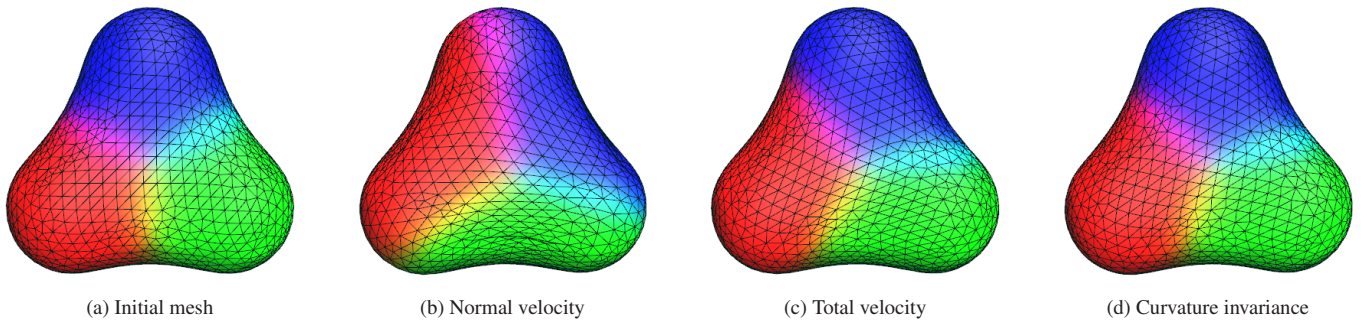 (a) Initial mesh
(b) Normal velocity
(c) Total velocity
(d) Curvature invariance